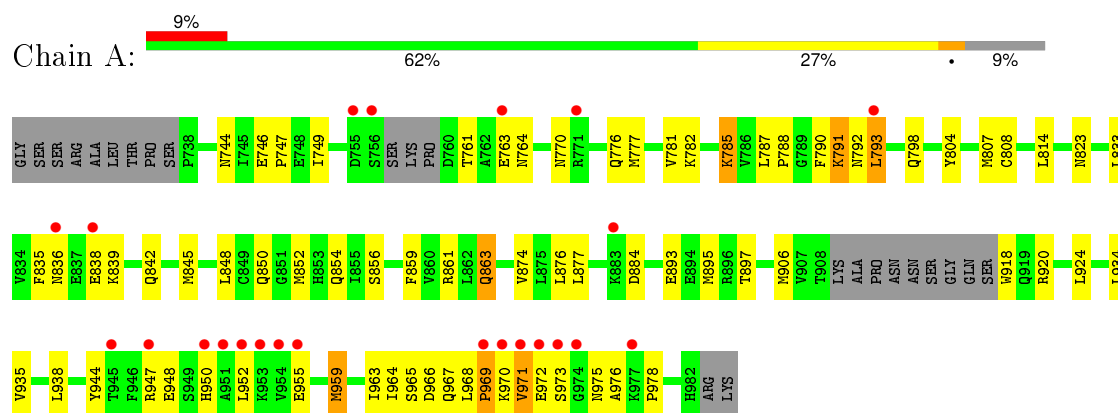 9%
Chain A:
62% 27% • 9%
GLY SER SER ARG ALA LEU THR PRO SER P738 N744 I745 E746 P747 E748 I749 D755 S756 SER LYS PRO D760 T761 A762 E763 N764 N770 R771 Q776 M777 V781 K782 K785 V786 L787 P788 G789 F790 K791 N792 L793 Q798 Y804 M807 C808 L814 N823
V834 F835 N836 E837 E838 K839 Q842 M845 L848 C849 Q850 G851 M852 H853 Q854 I855 S856 F859 V860 R861 L862 Q863 V874 L875 L876 L877 K883 D884 E893 E894 M895 R896 T897 M906 V907 T908 LYS ALA PRO ASN ASN SER GLY GLN SER W918 Q919 R920 L924 L934
V935 L938 Y944 T945 F946 R947 E948 S949 H950 A951 L952 K953 V954 E955 M959 I963 I964 S965 D966 Q967 L968 P969 K970 V971 E972 S973 G974 N975 A976 K977 P978 H982 ARG LYS